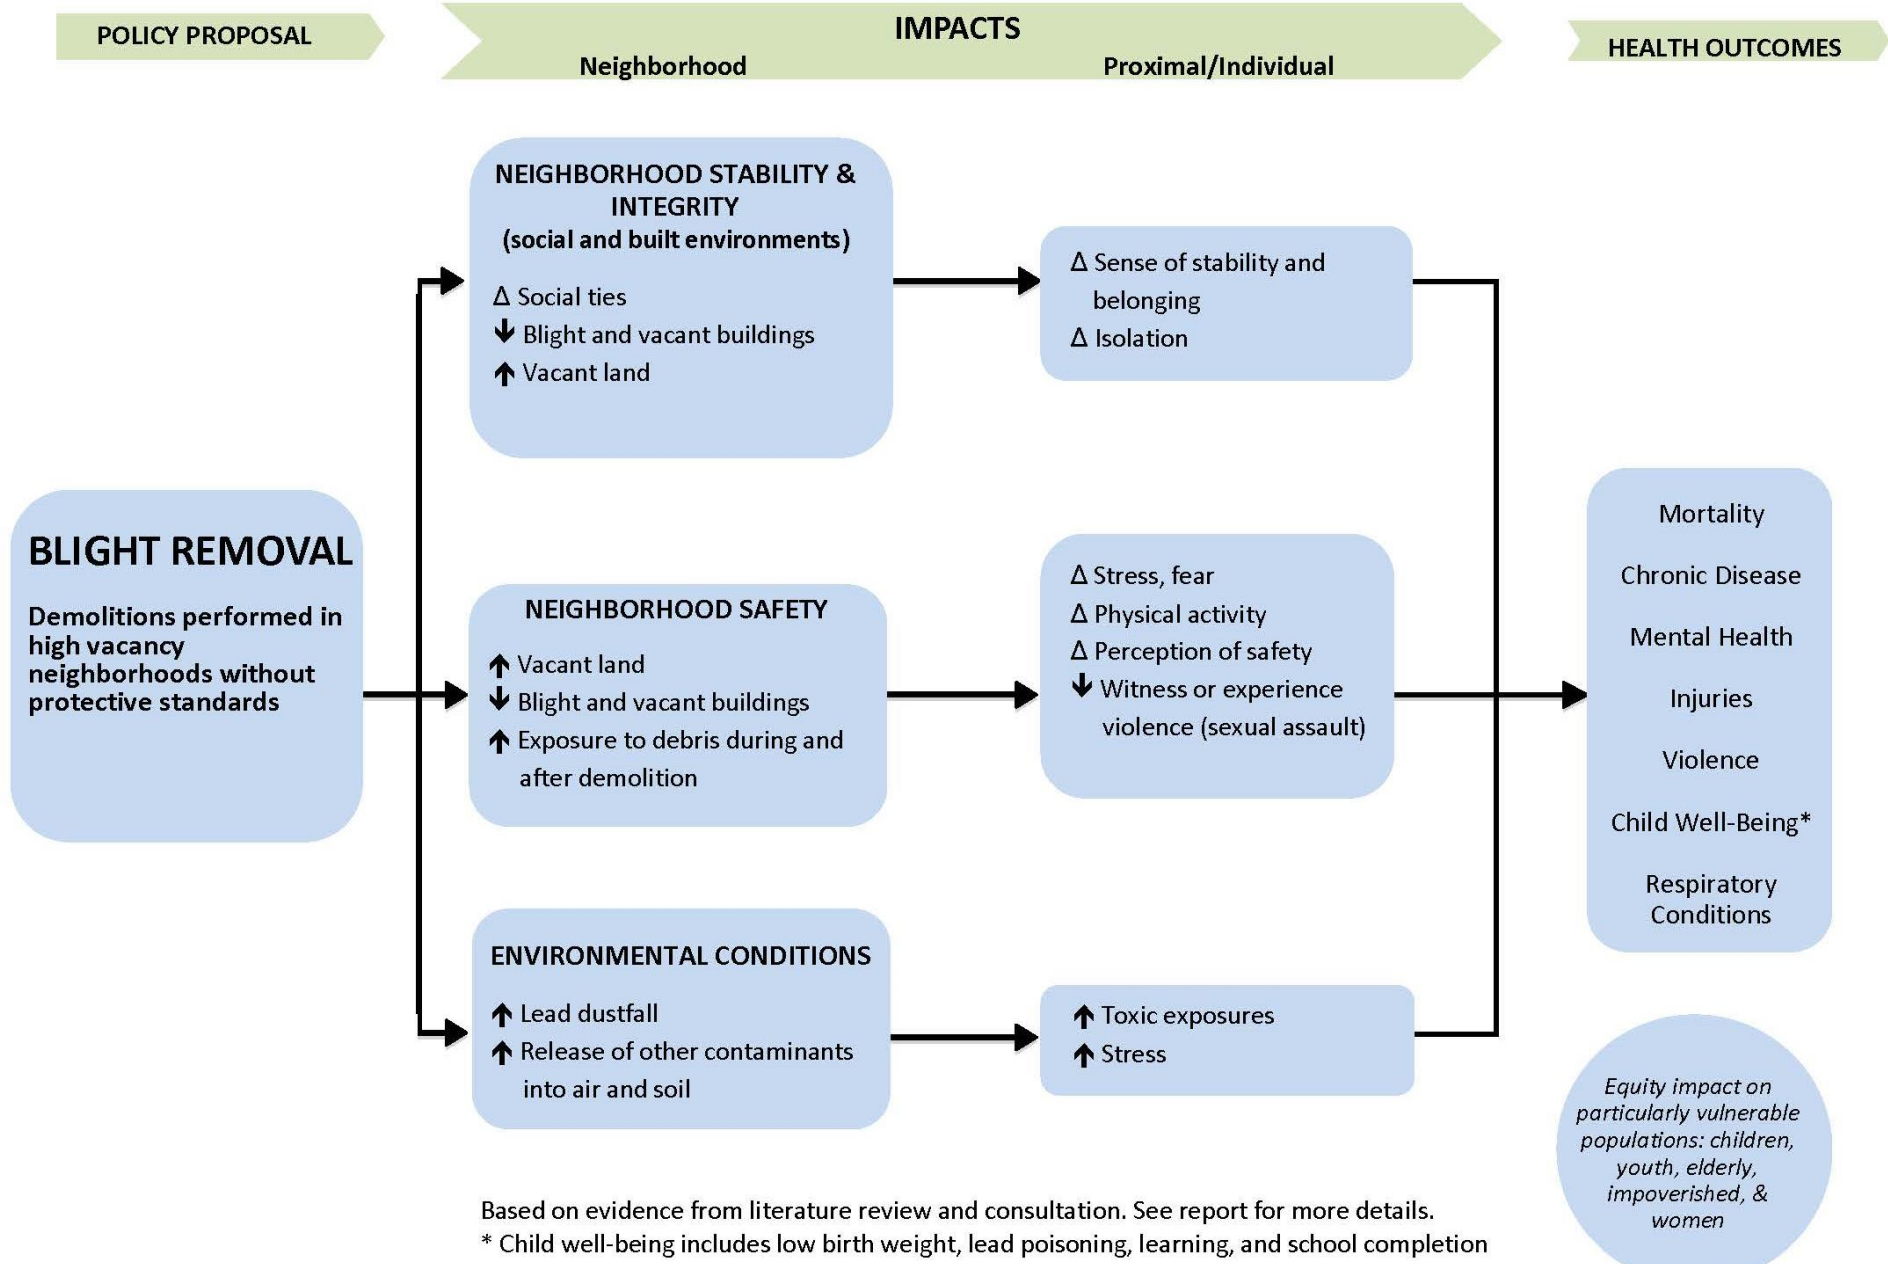 POLICY PROPOSAL
IMPACTS
Neighborhood
Proximal/Individual
HEALTH OUTCOMES
BLIGHT REMOVAL
Demolitions performed in
high vacancy
neighborhoods without
protective standards
NEIGHBORHOOD STABILITY &
INTEGRITY
(social and built environments)
Δ Social ties
↓ Blight and vacant buildings
↑ Vacant land
Δ Sense of stability and
belonging
Δ Isolation
NEIGHBORHOOD SAFETY
↑ Vacant land
↓ Blight and vacant buildings
↑ Exposure to debris during and
after demolition
Δ Stress, fear
Δ Physical activity
Δ Perception of safety
↓ Witness or experience
violence (sexual assault)
ENVIRONMENTAL CONDITIONS
↑ Lead dustfall
↑ Release of other contaminants
into air and soil
↑ Toxic exposures
↑ Stress
Mortality
Chronic Disease
Mental Health
Injuries
Violence
Child Well-Being*
Respiratory
Conditions
Equity impact on
particularly vulnerable
populations: children,
youth, elderly,
impoverished, &
women
Based on evidence from literature review and consultation. See report for more details.
* Child well-being includes low birth weight, lead poisoning, learning, and school completion